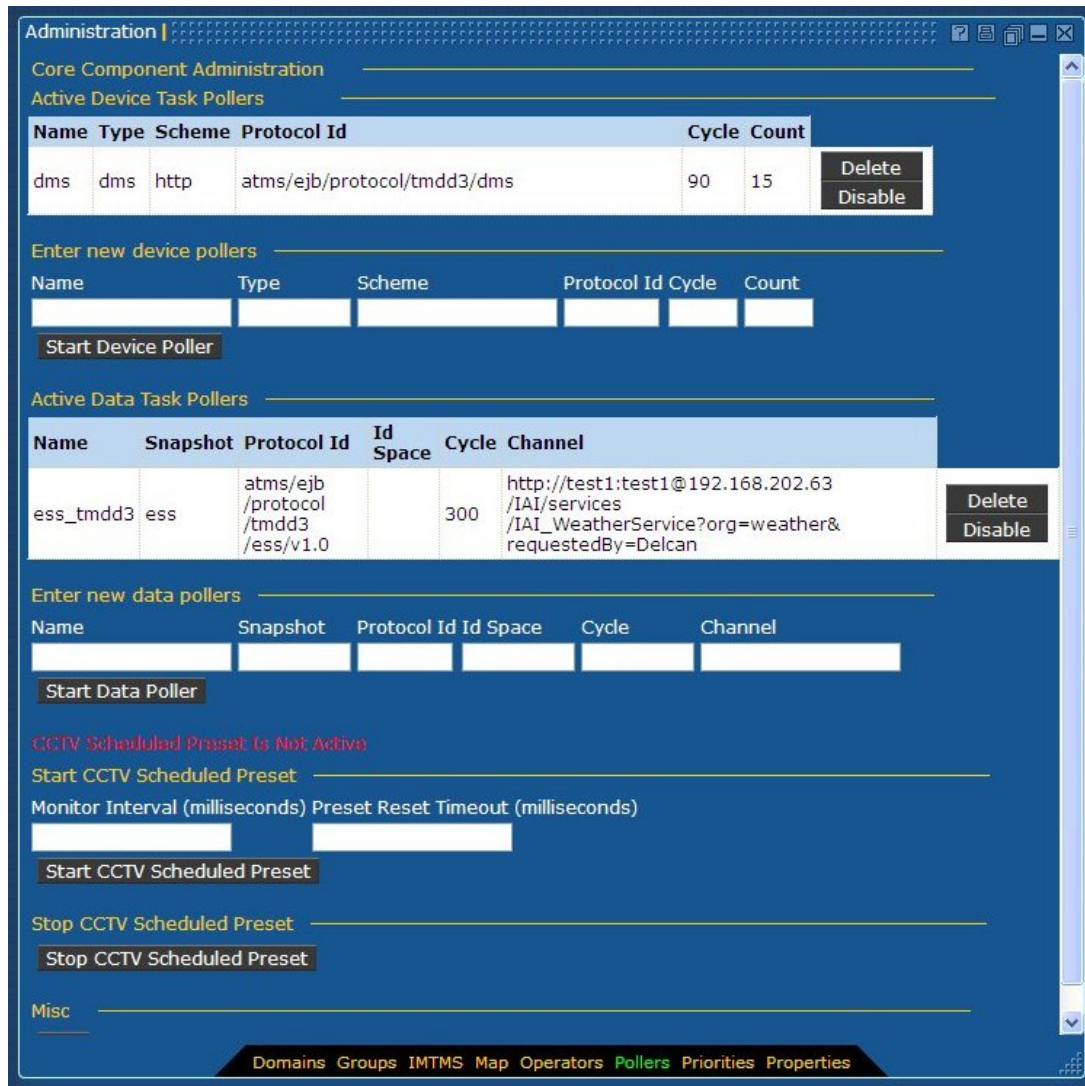 Administration
Core Component Administration
Active Device Task Pollers
Name Type Scheme Protocol Id Cycle Count
dms dms http atms/ejb/protocol/tmdd3/dms 90 15
Delete
Disable
Enter new device pollers
Name Type Scheme Protocol Id Cycle Count
Start Device Poller
Active Data Task Pollers
Name Snapshot Protocol Id Id Space Cycle Channel
ess_tmdd3 ess
atms/ejb
/protocol
/tmdd3
/ess/v1.0
300
http://test1:test1@192.168.202.63
/IAI/services
/IAI_WeatherService?org=weather&
requestedBy=Delcan
Delete
Disable
Enter new data pollers
Name Snapshot Protocol Id Id Space Cycle Channel
Start Data Poller
CCTV Scheduled Preset Is Not Active
Start CCTV Scheduled Preset
Monitor Interval (milliseconds) Preset Reset Timeout (milliseconds)
Start CCTV Scheduled Preset
Stop CCTV Scheduled Preset
Stop CCTV Scheduled Preset
Misc
Domains Groups IMTMS Map Operators Pollers Priorities Properties